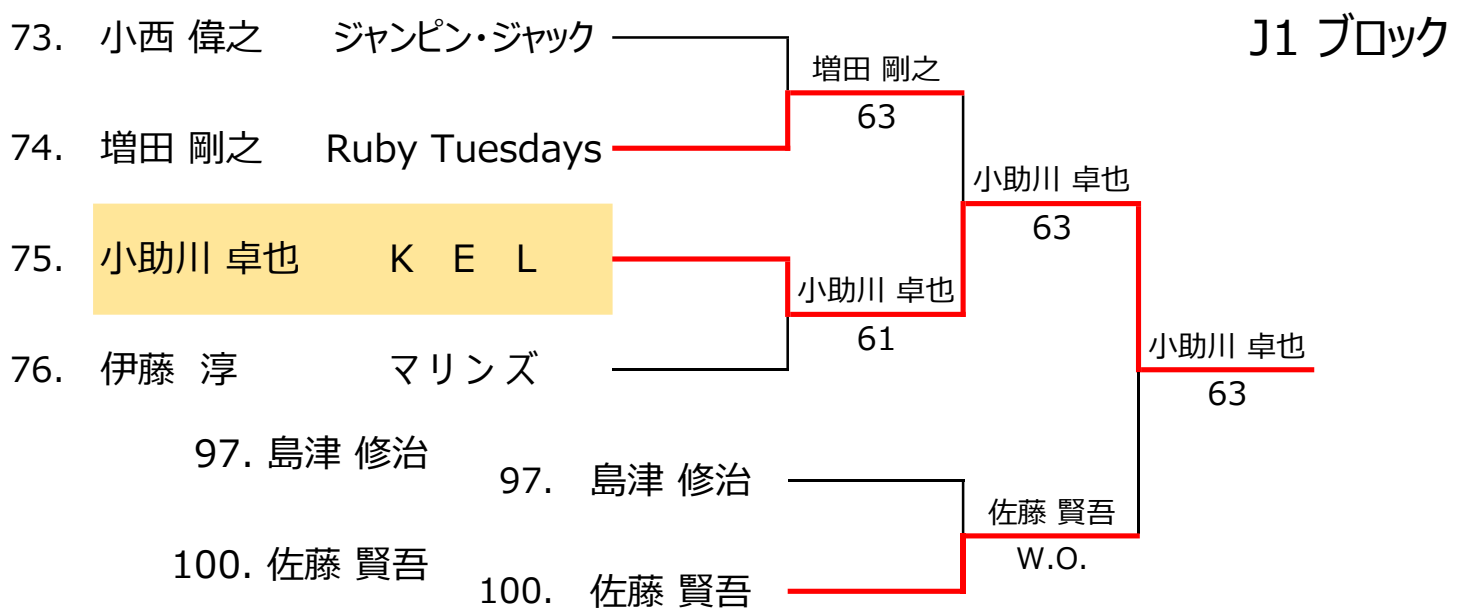 J1 ブロック
73. 小西 偉之 ジャンピン・ジャック
増田 剛之
63
74. 増田 剛之 Ruby Tuesdays
小助川 卓也
63
75. 小助川 卓也 K E L
小助川 卓也
61
小助川 卓也
63
76. 伊藤 淳 マリンズ
97. 島津 修治
97. 島津 修治
佐藤 賢吾
W.O.
100. 佐藤 賢吾
100. 佐藤 賢吾